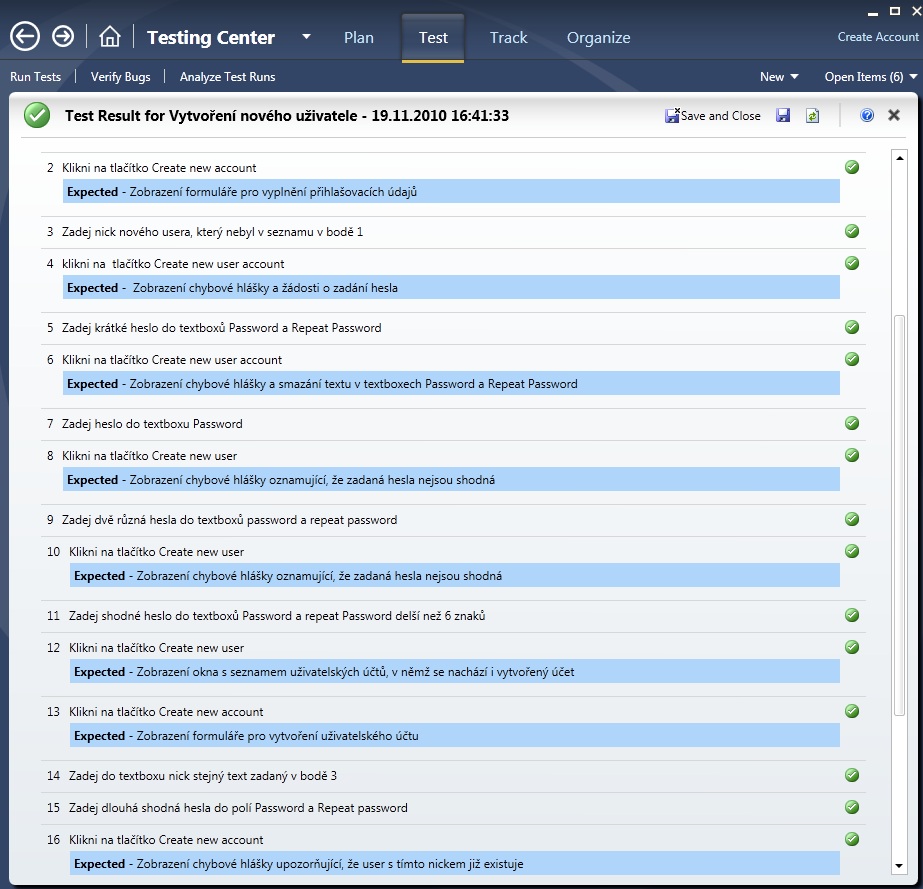 Testing Center Plan Test Track Organize Create Account
Run Tests Verify Bugs Analyze Test Runs New Open Items (6)
Test Result for Vytvoření nového uživatele - 19.11.2010 16:41:33 Save and Close
2 Klikni na tlačítko Create new account
Expected - Zobrazení formuláře pro vyplnění přihlašovacích údajů
3 Zadej nick nového usera, který nebyl v seznamu v bodě 1
4 klikni na tlačítko Create new user account
Expected - Zobrazení chybové hlášky a žádosti o zadání hesla
5 Zadej krátké heslo do textboxů Password a Repeat Password
6 Klikni na tlačítko Create new user account
Expected - Zobrazení chybové hlášky a smazání textu v textboxech Password a Repeat Password
7 Zadej heslo do textboxu Password
8 Klikni na tlačítko Create new user
Expected - Zobrazení chybové hlášky oznamující, že zadaná hesla nejsou shodná
9 Zadej dvě různá hesla do textboxů password a repeat password
10 Klikni na tlačítko Create new user
Expected - Zobrazení chybové hlášky oznamující, že zadaná hesla nejsou shodná
11 Zadej shodné heslo do textboxů Password a repeat Password delší než 6 znaků
12 Klikni na tlačítko Create new user
Expected - Zobrazení okna s seznamem uživatelských účtů, v němž se nachází i vytvořený účet
13 Klikni na tlačítko Create new account
Expected - Zobrazení formuláře pro vytvoření uživatelského účtu
14 Zadej do textboxu nick stejný text zadaný v bodě 3
15 Zadej dlouhá shodná hesla do polí Password a Repeat password
16 Klikni na tlačítko Create new account
Expected - Zobrazení chybové hlášky upozorňující, že user s tímto nickem již existuje